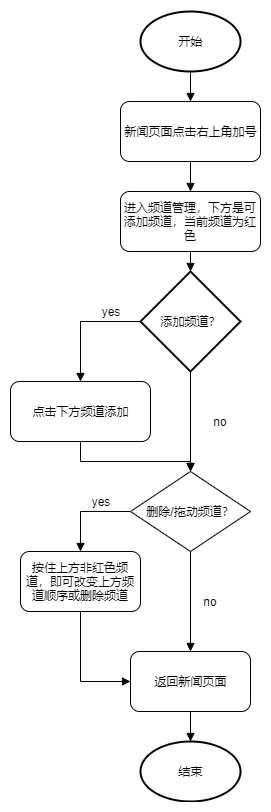 开始
新闻页面点击右上角加号
进入频道管理，下方是可
添加频道，当前频道为红
色
添加频道?
yes
点击下方频道添加
no
删除/拖动频道?
yes
按住上方非红色频
道，即可改变上方频
道顺序或删除频道
no
返回新闻页面
结束